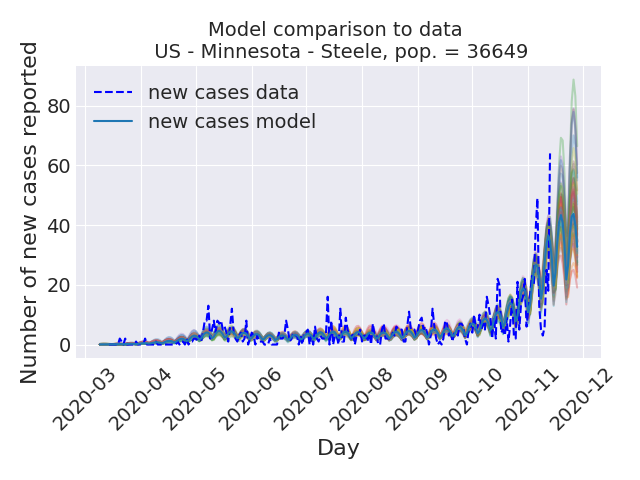 Model comparison to data
US - Minnesota - Steele, pop. = 36649
Number of new cases reported
new cases data
new cases model
80
60
40
20
0
2020-03
2020-04
2020-05
2020-06
2020-07
2020-08
2020-09
2020-10
2020-11
2020-12
Day